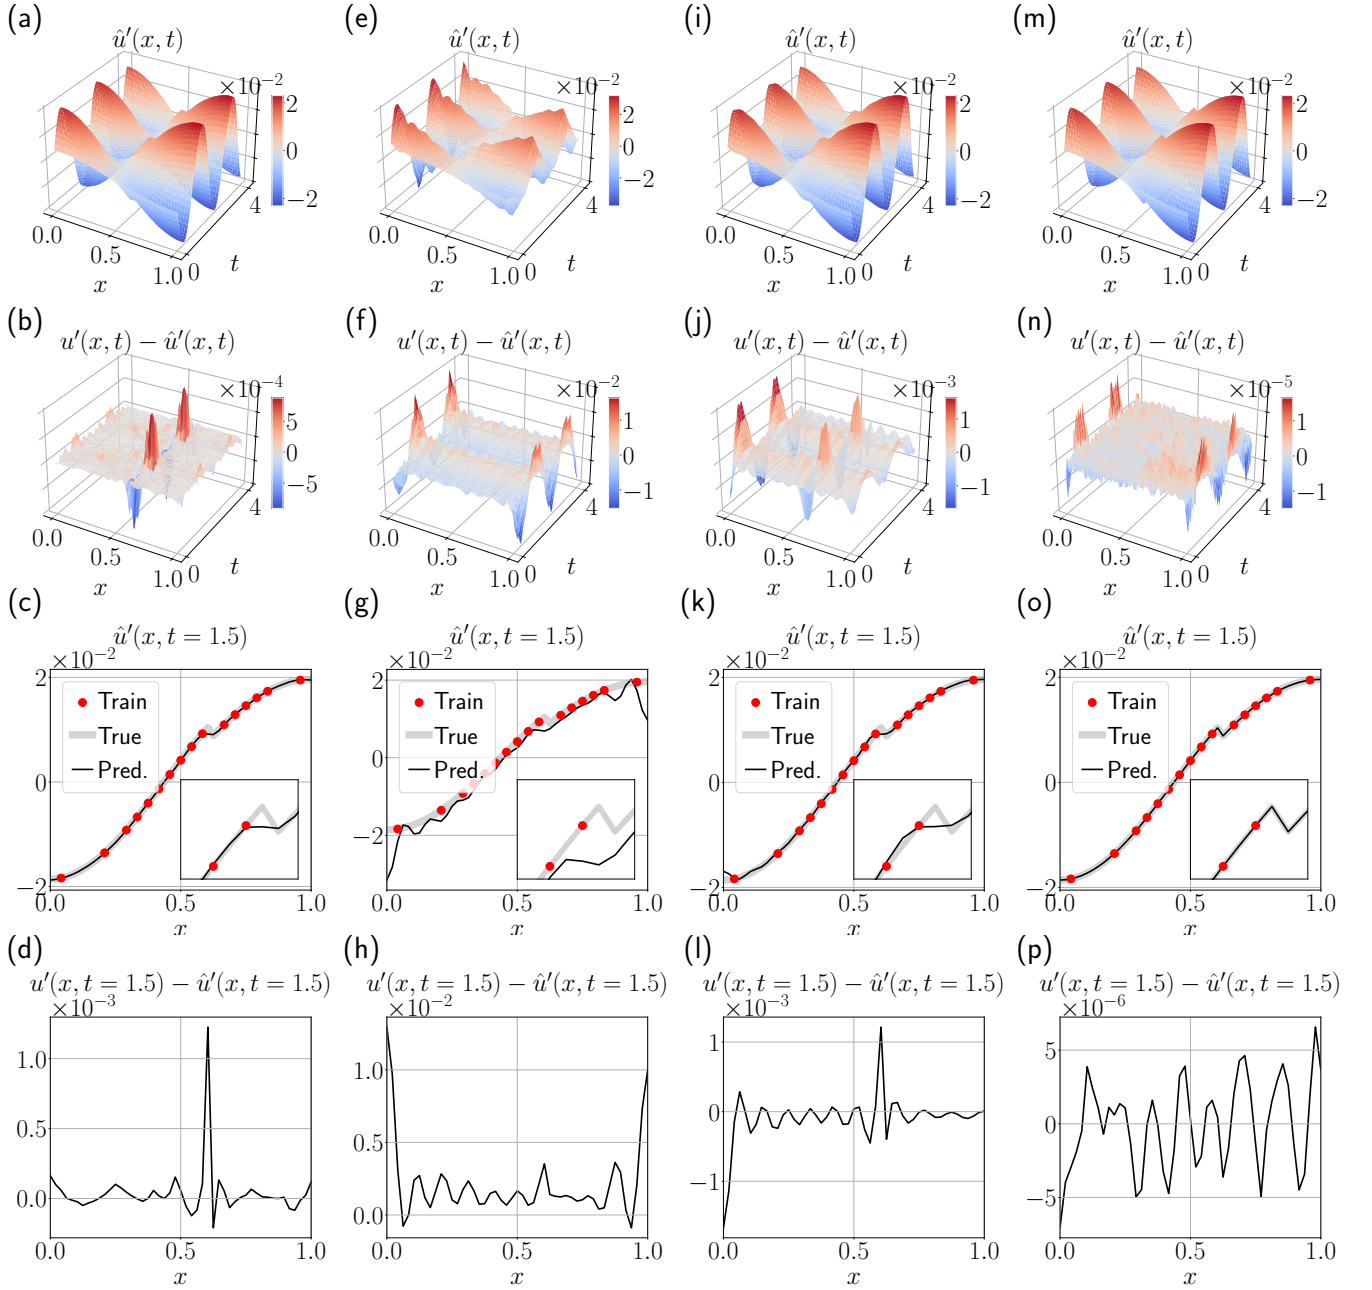 (a) (e) (i) (m)
û′(x, t) û′(x, t) û′(x, t) û′(x, t)
×10⁻² ×10⁻² ×10⁻² ×10⁻²
2 2 2 2
0 0 0 0
−2 −2 −2 −2
4 4 4 4
0.0 0.5 1.0 0 0.0 0.5 1.0 0 0.0 0.5 1.0 0 0.0 0.5 1.0 0
x t x t x t x t
(b) (f) (j) (n)
u′(x, t) − û′(x, t) u′(x, t) − û′(x, t) u′(x, t) − û′(x, t) u′(x, t) − û′(x, t)
×10⁻⁴ ×10⁻² ×10⁻³ ×10⁻⁵
5 1 1 1
0 0 0 0
−5 −1 −1 −1
4 4 4 4
0.0 0.5 1.0 0 0.0 0.5 1.0 0 0.0 0.5 1.0 0 0.0 0.5 1.0 0
x t x t x t x t
(c) (g) (k) (o)
û′(x, t = 1.5) û′(x, t = 1.5) û′(x, t = 1.5) û′(x, t = 1.5)
×10⁻² ×10⁻² ×10⁻² ×10⁻²
2 2 2 2
Train Train Train Train
True True True True
Pred. Pred. Pred. Pred.
0 0 0 0
−2 −2 −2 −2
0.0 0.5 1.0 0.0 0.5 1.0 0.0 0.5 1.0 0.0 0.5 1.0
x x x x
(d) (h) (l) (p)
u′(x, t = 1.5) − û′(x, t = 1.5) u′(x, t = 1.5) − û′(x, t = 1.5) u′(x, t = 1.5) − û′(x, t = 1.5) u′(x, t = 1.5) − û′(x, t = 1.5)
×10⁻³ ×10⁻² ×10⁻³ ×10⁻⁶
1.0 1.0 1 5
0.5 0.5 0 0
0.0 0.0 −1 −5
0.0 0.5 1.0 0.0 0.5 1.0 0.0 0.5 1.0 0.0 0.5 1.0
x x x x